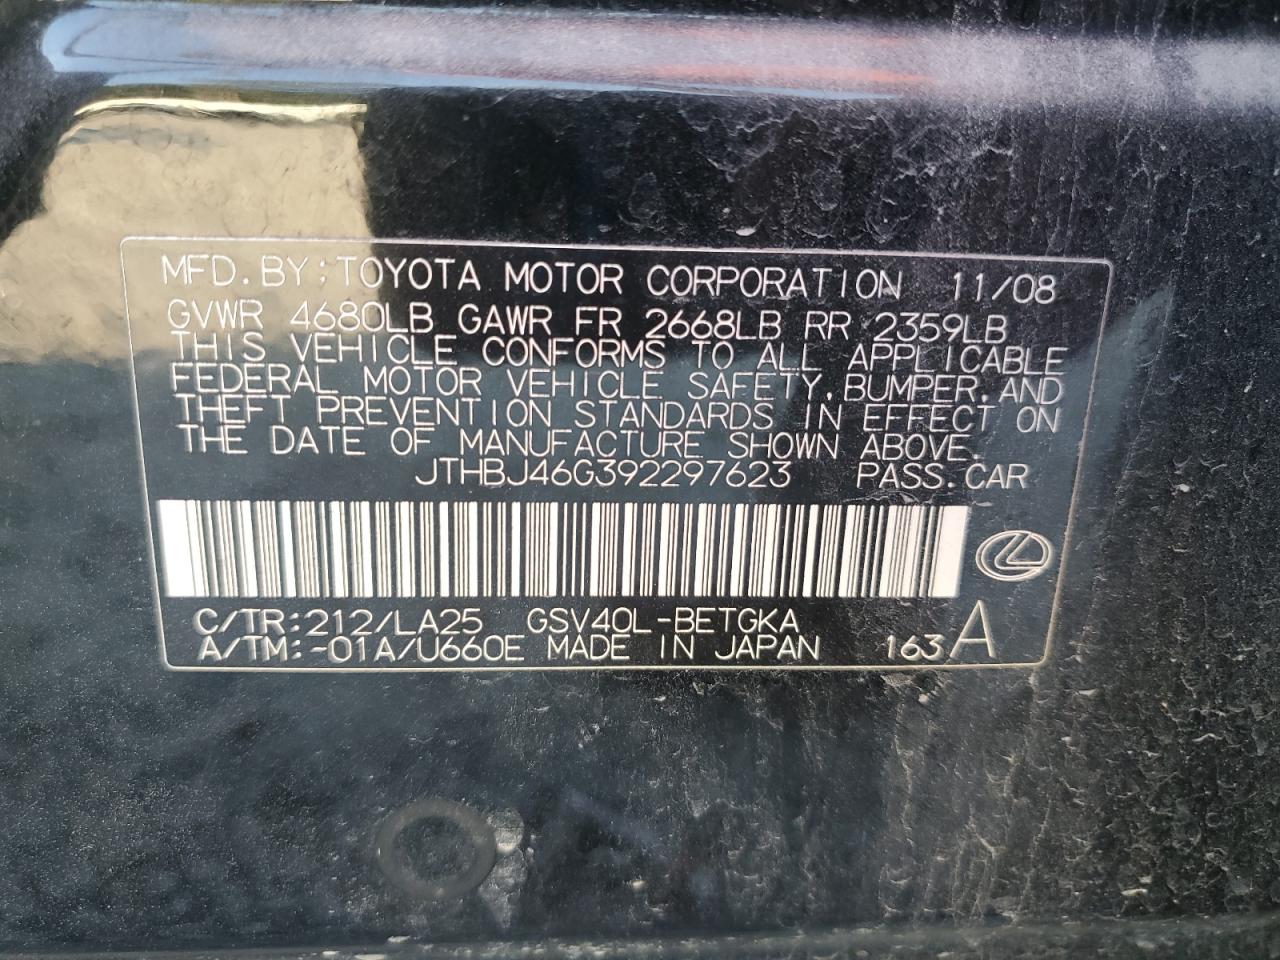 MFD. BY: TOYOTA MOTOR CORPORATION 11/08
GVWR 4680LB GAWR FR 2668LB RR 2359LB
THIS VEHICLE CONFORMS TO ALL APPLICABLE
FEDERAL MOTOR VEHICLE SAFETY, BUMPER, AND
THEFT PREVENTION STANDARDS IN EFFECT ON
THE DATE OF MANUFACTURE SHOWN ABOVE.
JTHBJ46G392297623 PASS. CAR
C/TR:212/LA25 GSV40L-BETGKA
A/TM:-01A/U660E MADE IN JAPAN 163 A